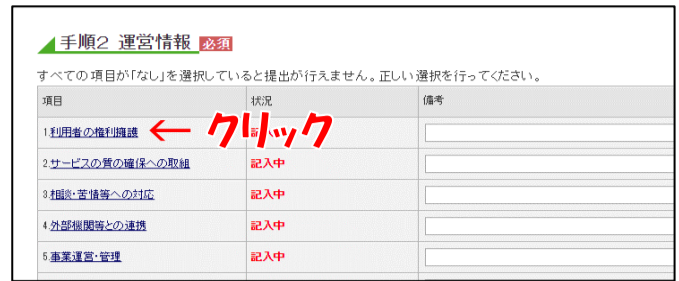 手順2 運営情報 必須
すべての項目が「なし」を選択していると提出が行えません。正しい選択を行ってください。
項目 状況 備考
1.利用者の権利擁護 ← クリック
2.サービスの質の確保への取組 記入中
3.相談・苦情等への対応 記入中
4.外部機関等との連携 記入中
5.事業運営・管理 記入中